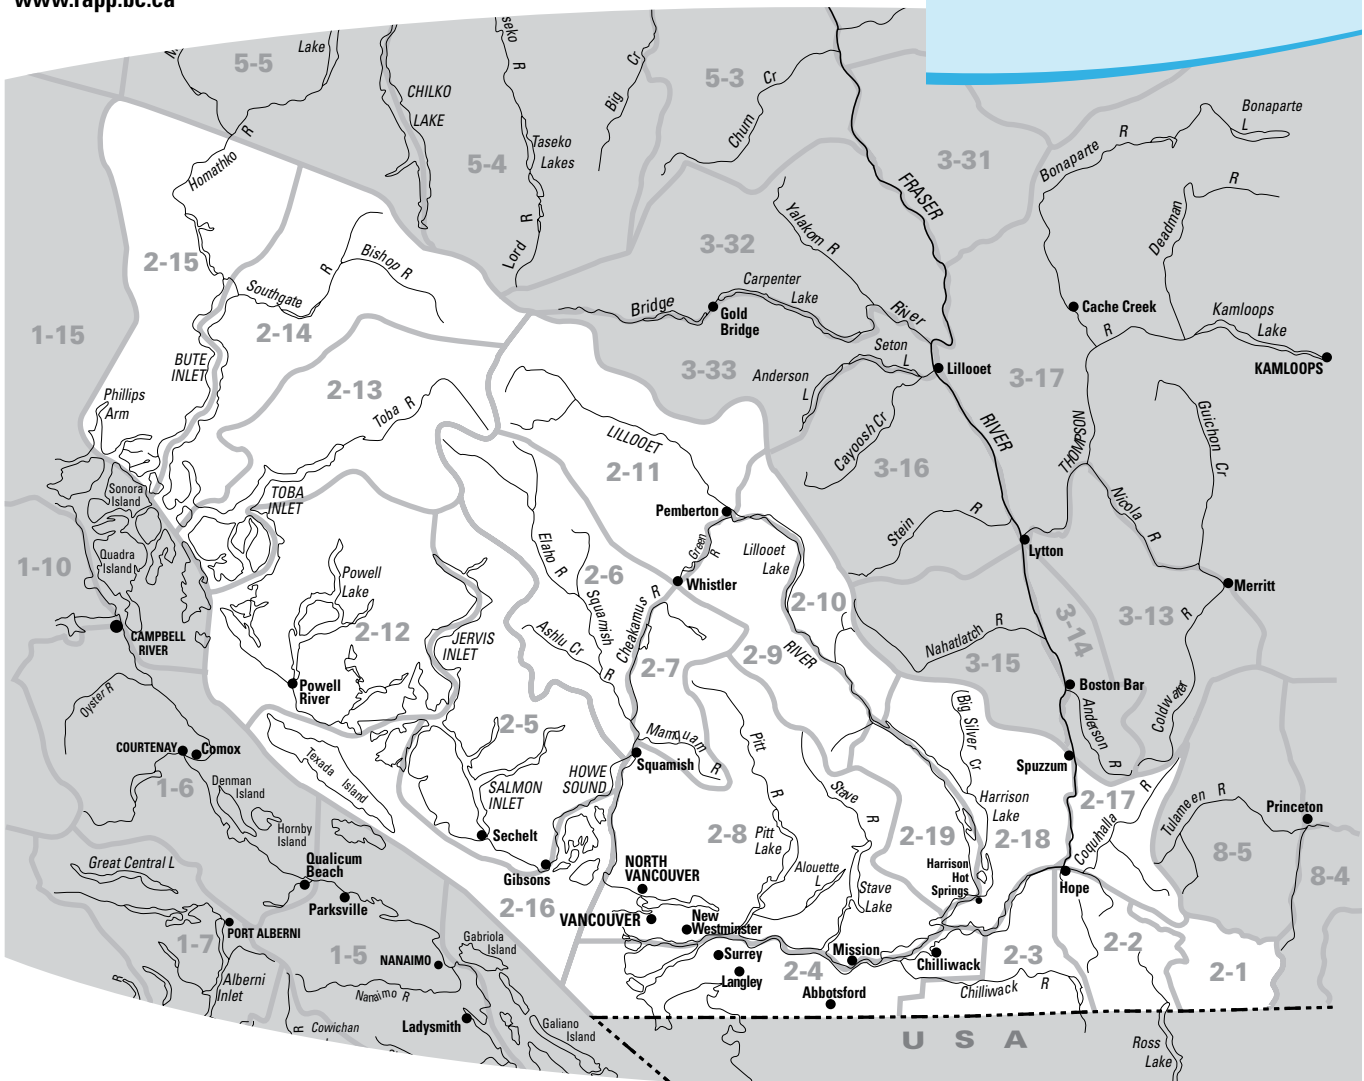 www.rapp.bc.ca
Lake
5-5
Taseko
R
Big
Cr
5-3
Churn
Cr
CHILKO
LAKE
Taseko
Lakes
5-4
Lord
R
FRASER
3-31
Bonaparte
R
Bonaparte
L
Deadman
R
Homathko
R
2-15
Bishop R
Southgate
R
2-14
1-15
BUTE
INLET
Phillips
Arm
3-32
Yalakom R
Carpenter
Lake
Bridge
River
Gold
Bridge
Cache Creek
R
Kamloops
Lake
KAMLOOPS
Seton
L
Anderson
L
Lillooet
3-33
3-17
2-13
Toba R
LILLOOET
2-11
Cayoosh Cr
3-16
RIVER
THOMPSON
Guichon Cr
Nicola
R
Sonora
Island
TOBA
INLET
Pemberton
Stein
R
Lytton
1-10
Quadra
Island
Powell
Lake
Elaho R
Green
R
Lillooet
Lake
Whistler
2-6
Squamish
R
2-10
Merritt
3-13
3-14
CAMPBELL
RIVER
2-12
JERVIS
INLET
Ashlu Cr
Cheakamus R
2-7
2-9
RIVER
Nahatlatch R
3-15
Oyster R
Powell
River
Boston Bar
Anderson
R
Coldwater
R
COURTENAY
Comox
2-5
Mamquam
R
Pitt
R
Big Silver
Cr
Spuzzum
Texada Island
Squamish
HOWE
SOUND
1-6
Denman
Island
SALMON
INLET
Stave
R
Harrison
Lake
2-17
Tulameen R
Princeton
Hornby
Island
Sechelt
2-8
Pitt
Lake
2-19
2-18
Coquihalla
R
8-5
8-4
Great Central L
Qualicum
Beach
Gibsons
NORTH
VANCOUVER
Alouette
L
Stave
Lake
Harrison
Hot
Springs
Hope
Parksville
2-16
VANCOUVER
New
Westminster
PORT ALBERNI
1-7
1-5
NANAIMO
Gabriola
Island
Surrey
Langley
Mission
2-4
Chilliwack
2-3
2-2
2-1
Alberni
Inlet
Nanaimo R
Abbotsford
Chilliwack R
R
Cowichan
Ladysmith
Galiano
Island
U S A
Ross
Lake